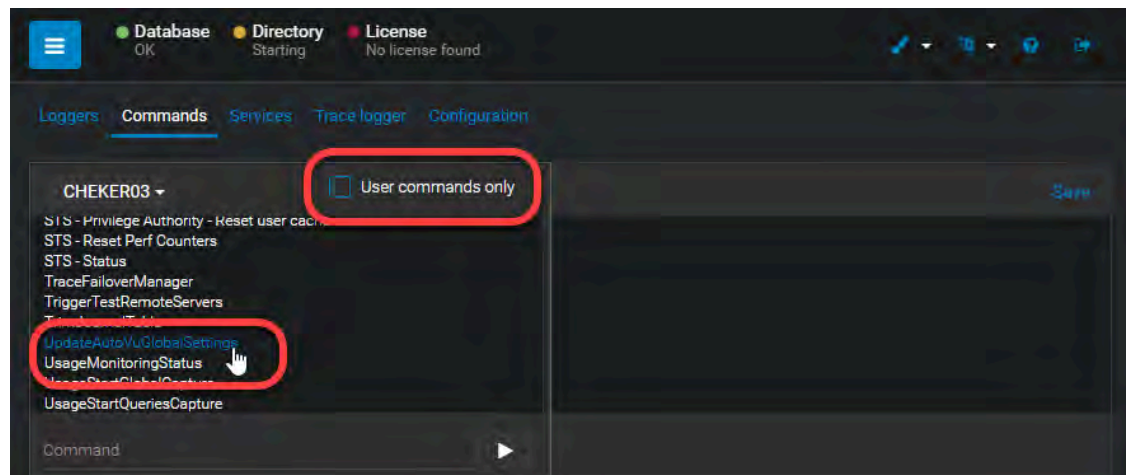 Database Directory License
OK Starting No license found
Loggers Commands Services Trace logger Configuration
CHEKER03 User commands only
Save
STS - Privilege Authority - Reset user
STS - Reset Perf Counters
STS - Status
TraceFailoverManager
TriggerTestRemoteServers
UpdateAutoVuGlobalSettings
UsageMonitoringStatus
UsageStartGlobalCapture
UsageStartQueriesCapture
Command